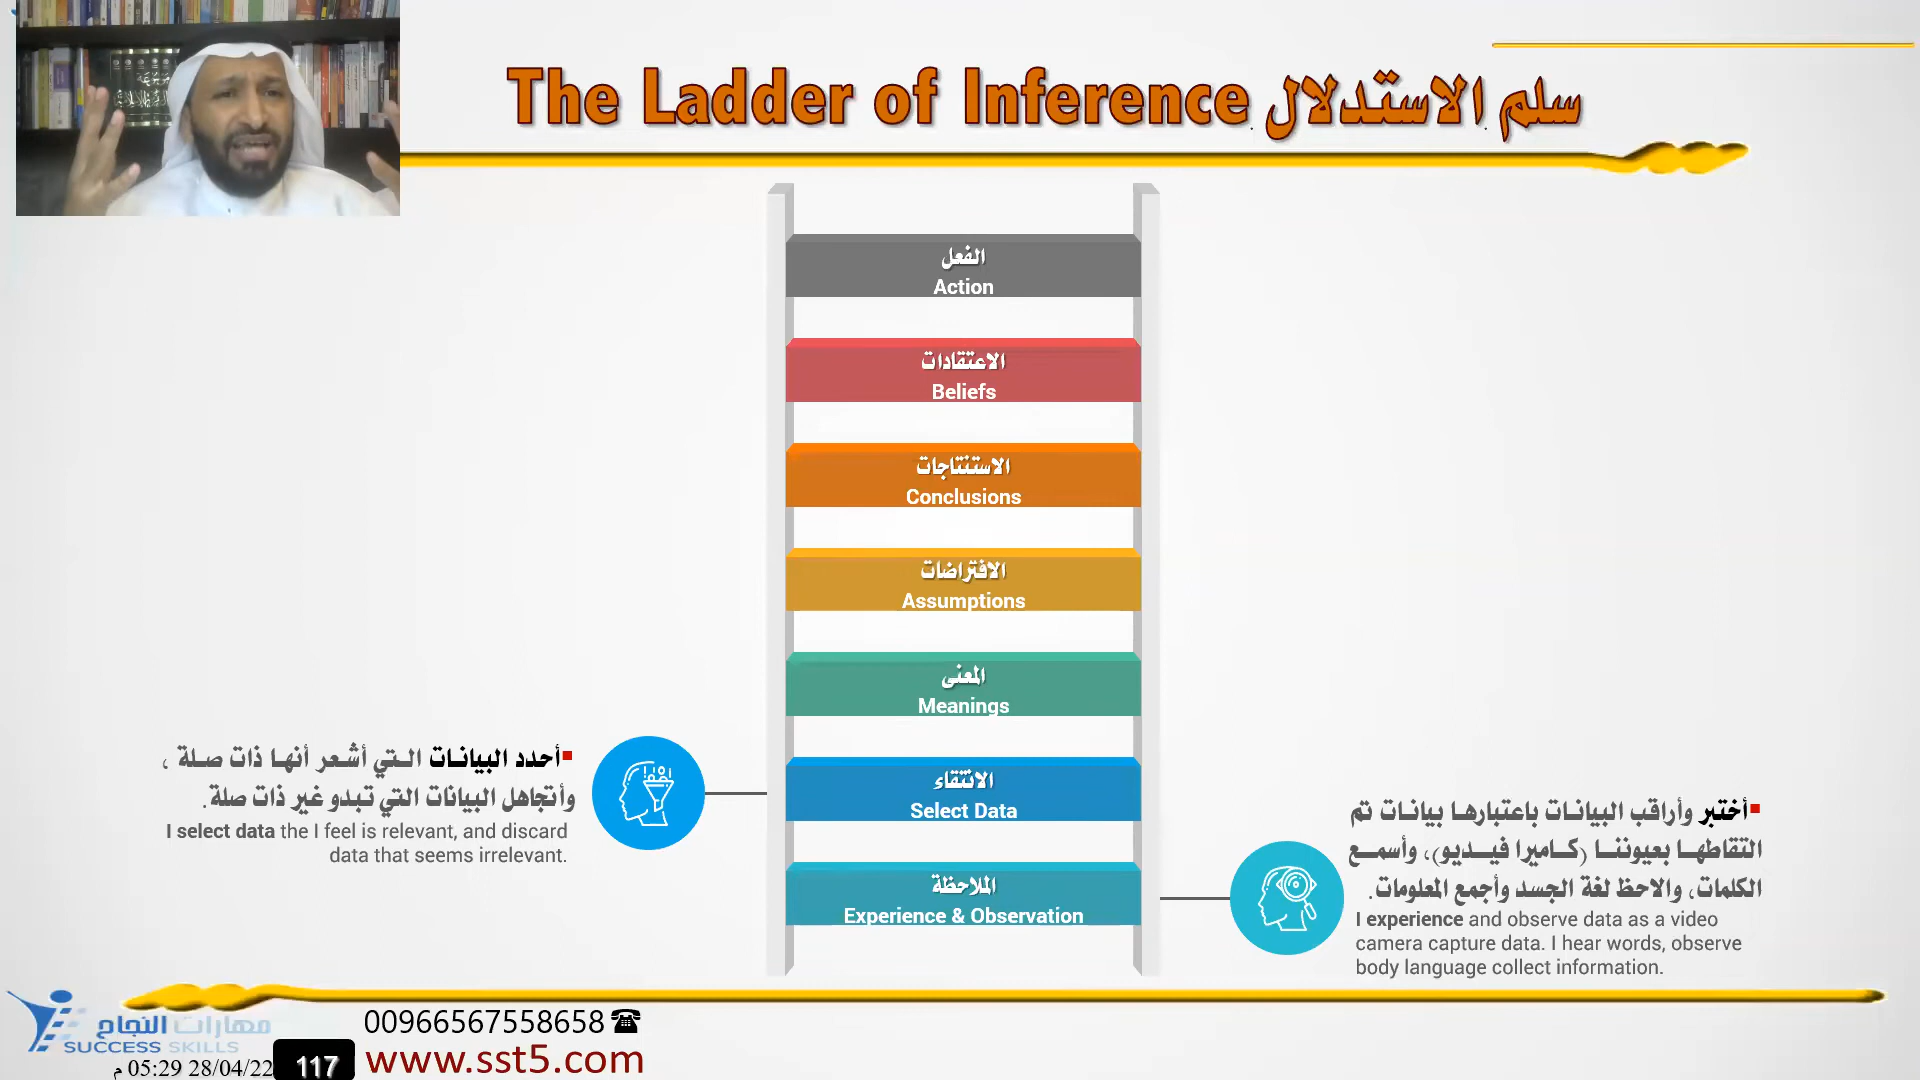 The Ladder of Inference سلم الاستدلال
الفعل
Action
الاعتقادات
Beliefs
الاستنتاجات
Conclusions
الافتراضات
Assumptions
المعنى
Meanings
الانتقاء
Select Data
الملاحظة
Experience & Observation
أحدد البيانات التي أشعر أنها ذات صلة ،
وأتجاهل البيانات التي تبدو غير ذات صلة.
I select data the I feel is relevant, and discard
data that seems irrelevant.
أختبر وأراقب البيانات باعتبارها بيانات تم
التقاطها بعيوننا (كاميرا فيديو)، وأسمع
الكلمات، والاحظ لغة الجسد وأجمع المعلومات.
I experience and observe data as a video
camera capture data. I hear words, observe
body language collect information.
مهارات النجاح
SUCCESS SKILLS
05:29 28/04/22 م
117
00966567558658
www.sst5.com